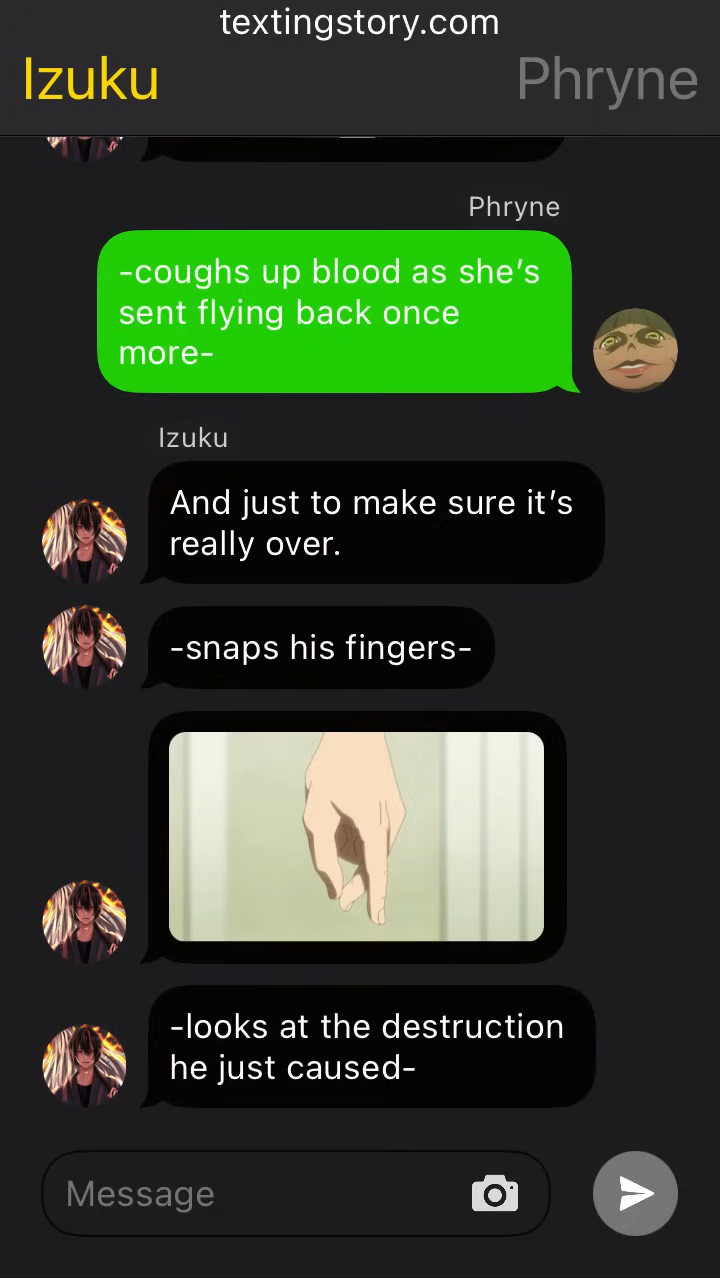 textingstory.com
Izuku
Phryne
Phryne
-coughs up blood as she’s
sent flying back once
more-
Izuku
And just to make sure it’s
really over.
-snaps his fingers-
-looks at the destruction
he just caused-
Message